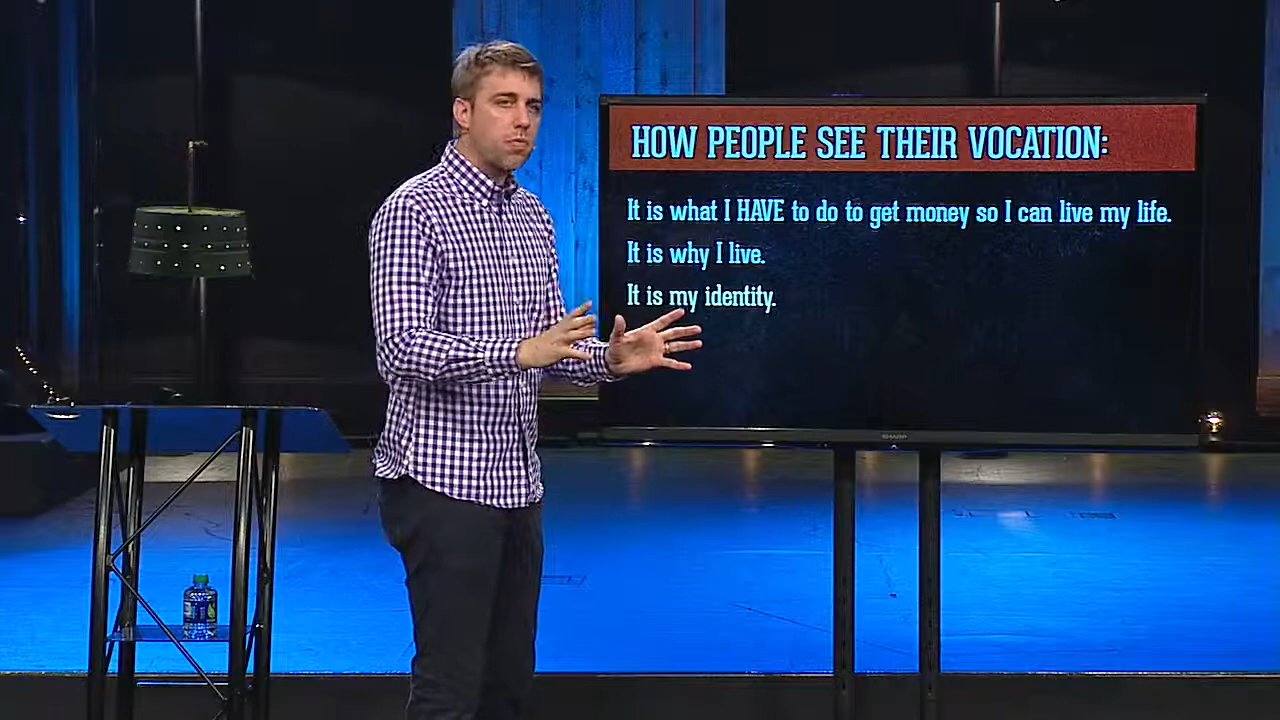 HOW PEOPLE SEE THEIR VOCATION:
It is what I HAVE to do to get money so I can live my life.
It is why I live.
It is my identity.
SHARP